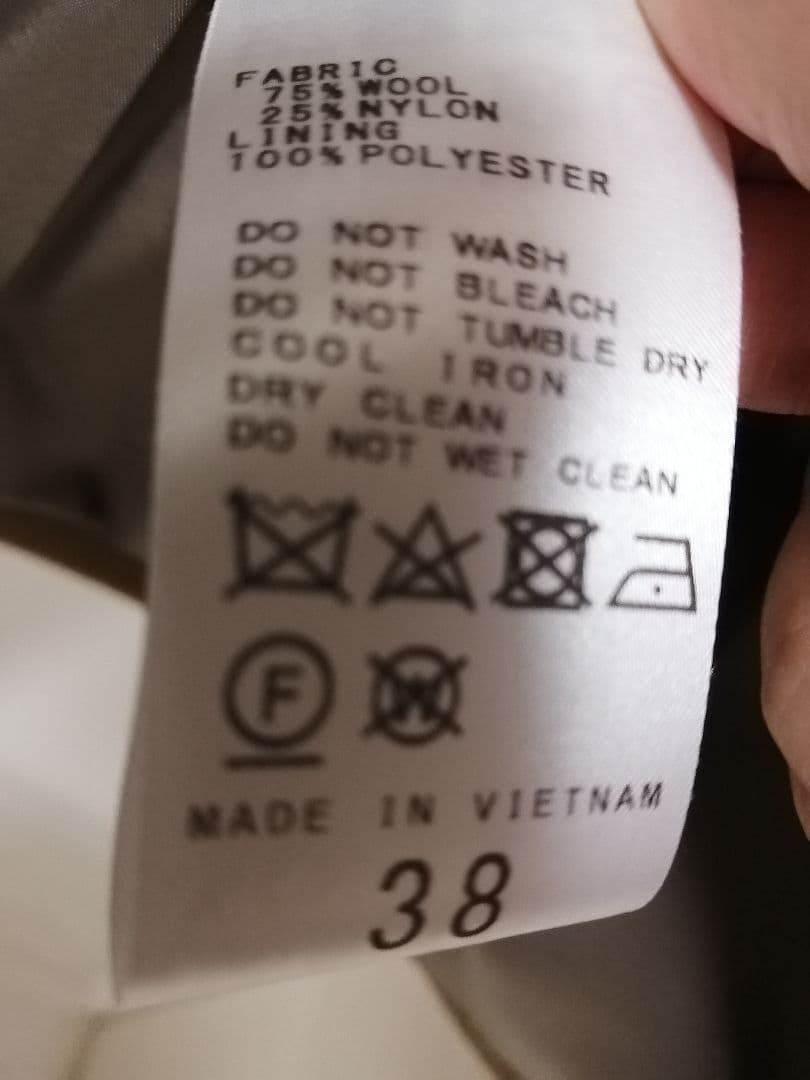 FABRIC
75% WOOL
25% NYLON
LINING
100% POLYESTER
DO NOT WASH
DO NOT BLEACH
DO NOT TUMBLE DRY
COOL IRON
DRY CLEAN
DO NOT WET CLEAN
F W
MADE IN VIETNAM
38